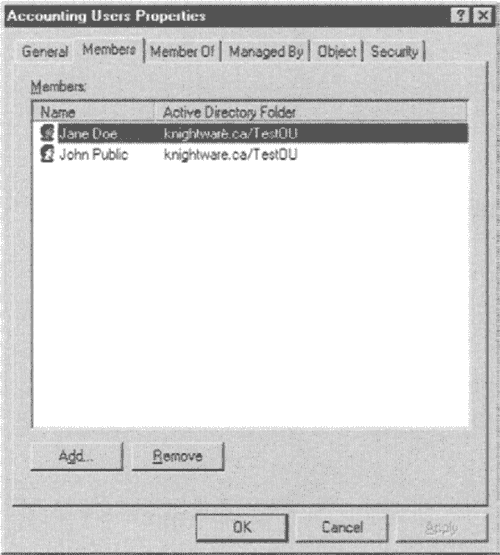 Accounting Users Properties
General Members Member Of Managed By Object Security
Members:
Name Active Directory Folder
Jane Doe knightware.ca/TestOU
John Public knightware.ca/TestOU
Add... Remove
OK Cancel Apply